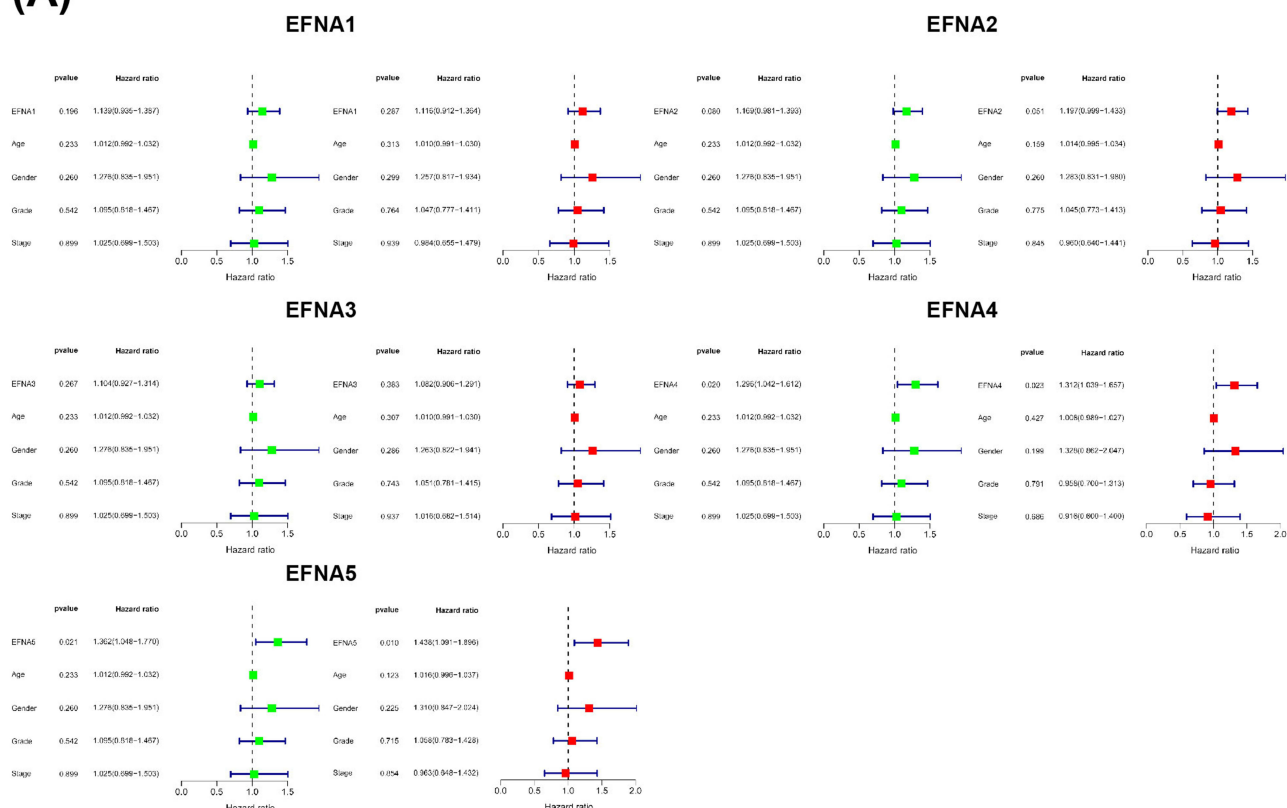 (A)
EFNA1
pvalue Hazard ratio
EFNA1 0.196 1.139(0.935−1.387)
Age 0.233 1.012(0.992−1.032)
Gender 0.260 1.276(0.835−1.951)
Grade 0.542 1.095(0.818−1.467)
Stage 0.899 1.025(0.699−1.503)
0.0 0.5 1.0 1.5
Hazard ratio
pvalue Hazard ratio
EFNA1 0.287 1.116(0.912−1.364)
Age 0.313 1.010(0.991−1.030)
Gender 0.299 1.257(0.817−1.934)
Grade 0.764 1.047(0.777−1.411)
Stage 0.939 0.984(0.655−1.479)
0.0 0.5 1.0 1.5
Hazard ratio
EFNA2
pvalue Hazard ratio
EFNA2 0.080 1.169(0.981−1.393)
Age 0.233 1.012(0.992−1.032)
Gender 0.260 1.276(0.835−1.951)
Grade 0.542 1.095(0.818−1.467)
Stage 0.899 1.025(0.699−1.503)
0.0 0.5 1.0 1.5
Hazard ratio
pvalue Hazard ratio
EFNA2 0.051 1.197(0.999−1.433)
Age 0.159 1.014(0.995−1.034)
Gender 0.260 1.283(0.831−1.980)
Grade 0.775 1.045(0.773−1.413)
Stage 0.845 0.960(0.640−1.441)
0.0 0.5 1.0 1.5
Hazard ratio
EFNA3
pvalue Hazard ratio
EFNA3 0.267 1.104(0.927−1.314)
Age 0.233 1.012(0.992−1.032)
Gender 0.260 1.276(0.835−1.951)
Grade 0.542 1.095(0.818−1.467)
Stage 0.899 1.025(0.699−1.503)
0.0 0.5 1.0 1.5
Hazard ratio
pvalue Hazard ratio
EFNA3 0.383 1.082(0.906−1.291)
Age 0.307 1.010(0.991−1.030)
Gender 0.286 1.263(0.822−1.941)
Grade 0.743 1.051(0.781−1.415)
Stage 0.937 1.016(0.682−1.514)
0.0 0.5 1.0 1.5
Hazard ratio
EFNA4
pvalue Hazard ratio
EFNA4 0.020 1.296(1.042−1.612)
Age 0.233 1.012(0.992−1.032)
Gender 0.260 1.276(0.835−1.951)
Grade 0.542 1.095(0.818−1.467)
Stage 0.899 1.025(0.699−1.503)
0.0 0.5 1.0 1.5
Hazard ratio
pvalue Hazard ratio
EFNA4 0.023 1.312(1.039−1.657)
Age 0.427 1.008(0.989−1.027)
Gender 0.199 1.328(0.862−2.047)
Grade 0.791 0.958(0.700−1.313)
Stage 0.686 0.916(0.600−1.400)
0.0 0.5 1.0 1.5 2.0
Hazard ratio
EFNA5
pvalue Hazard ratio
EFNA5 0.021 1.362(1.048−1.770)
Age 0.233 1.012(0.992−1.032)
Gender 0.260 1.276(0.835−1.951)
Grade 0.542 1.095(0.818−1.467)
Stage 0.899 1.025(0.699−1.503)
0.0 0.5 1.0 1.5
Hazard ratio
pvalue Hazard ratio
EFNA5 0.010 1.438(1.091−1.896)
Age 0.123 1.016(0.996−1.037)
Gender 0.225 1.310(0.847−2.024)
Grade 0.715 1.058(0.783−1.428)
Stage 0.854 0.963(0.648−1.432)
0.0 0.5 1.0 1.5 2.0
Hazard ratio